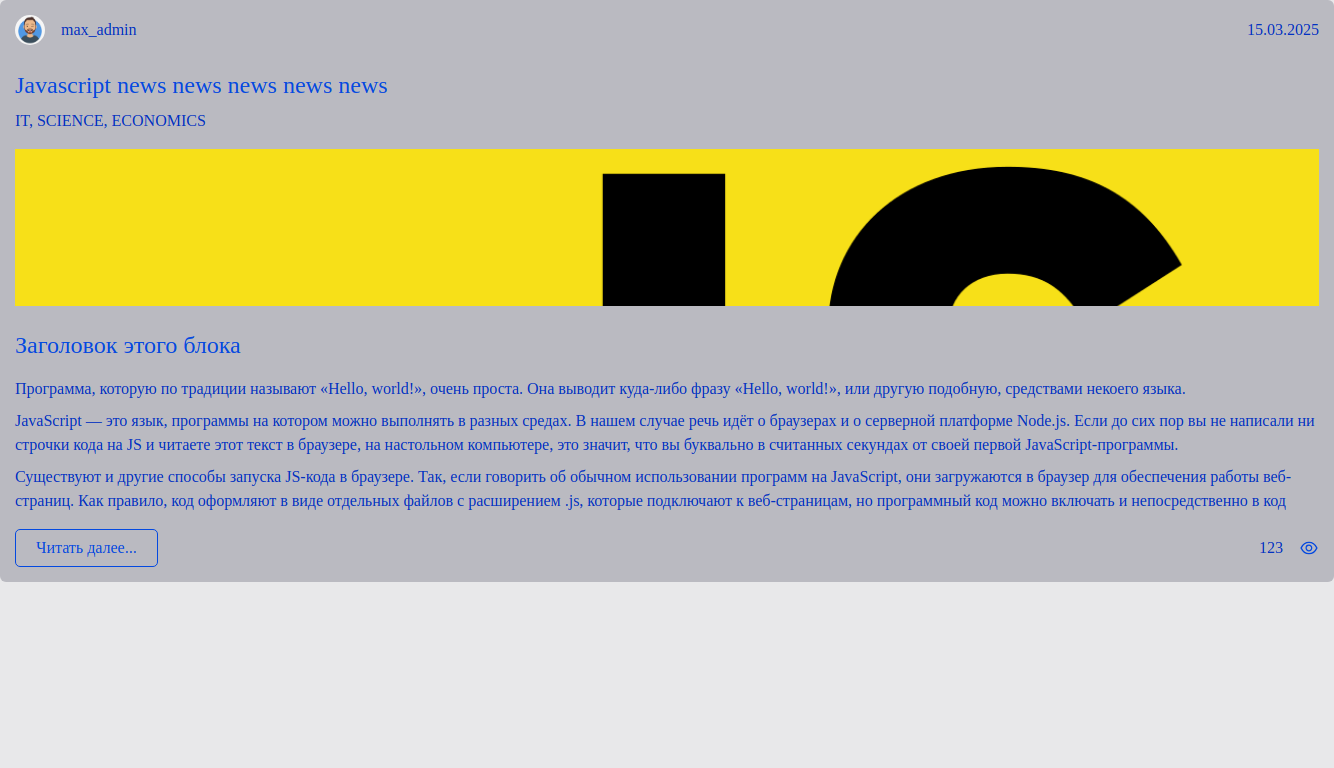 max_admin
15.03.2025
Javascript news news news news news
IT, SCIENCE, ECONOMICS
Заголовок этого блока
Программа, которую по традиции называют «Hello, world!», очень проста. Она выводит куда-либо фразу «Hello, world!», или другую подобную, средствами некоего языка.
JavaScript — это язык, программы на котором можно выполнять в разных средах. В нашем случае речь идёт о браузерах и о серверной платформе Node.js. Если до сих пор вы не написали ни
строчки кода на JS и читаете этот текст в браузере, на настольном компьютере, это значит, что вы буквально в считанных секундах от своей первой JavaScript-программы.
Существуют и другие способы запуска JS-кода в браузере. Так, если говорить об обычном использовании программ на JavaScript, они загружаются в браузер для обеспечения работы веб-
страниц. Как правило, код оформляют в виде отдельных файлов с расширением .js, которые подключают к веб-страницам, но программный код можно включать и непосредственно в код
Читать далее...
123